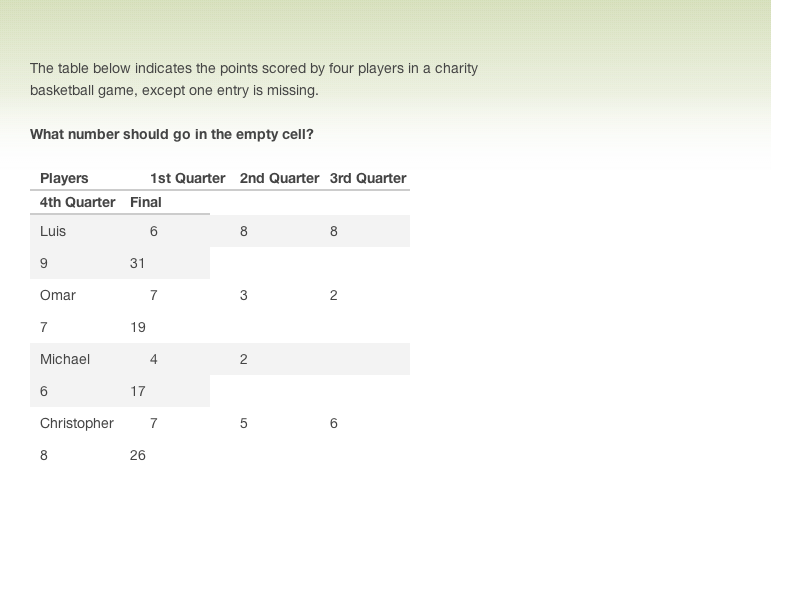 The table below indicates the points scored by four players in a charity
basketball game, except one entry is missing.
What number should go in the empty cell?
Players 1st Quarter 2nd Quarter 3rd Quarter
4th Quarter Final
Luis 6 8 8
9 31
Omar 7 3 2
7 19
Michael 4 2
6 17
Christopher 7 5 6
8 26